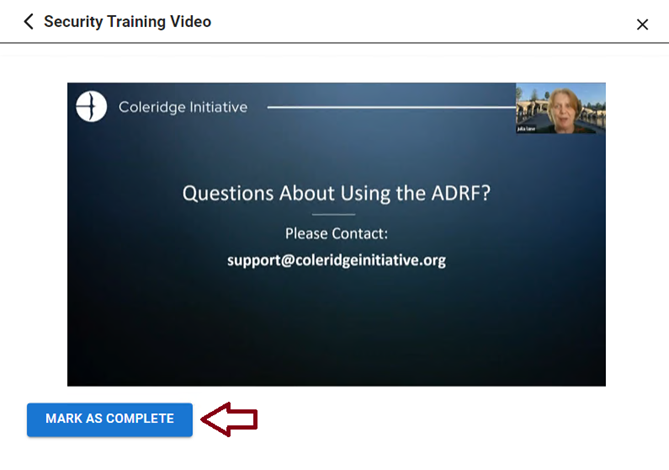 Security Training Video
Coleridge Initiative
julia lane
Questions About Using the ADRF?
Please Contact:
support@coleridgeinitiative.org
MARK AS COMPLETE